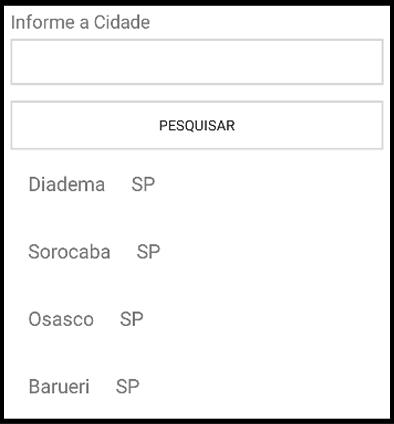 Informe a Cidade
PESQUISAR
Diadema SP
Sorocaba SP
Osasco SP
Barueri SP